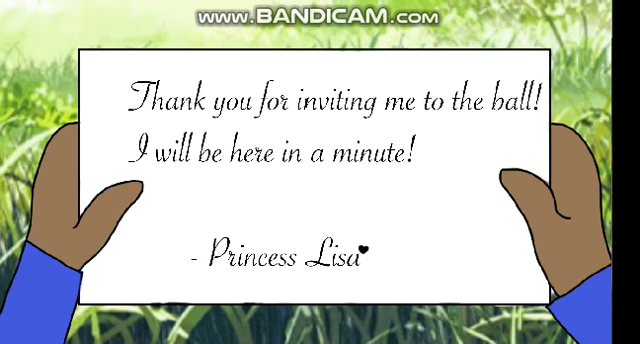 www.BANDICAM.com
Thank you for inviting me to the ball!
I will be here in a minute!
- Princess Lisa♥